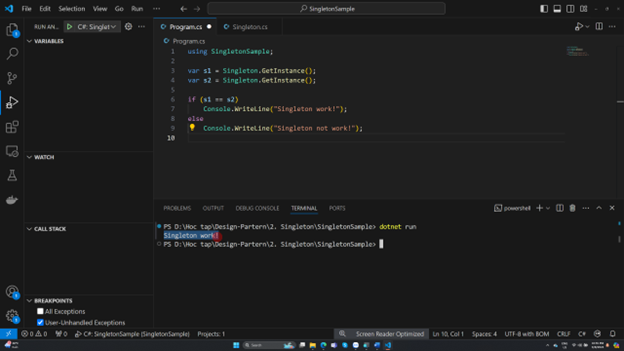 File Edit Selection View Go Run ··· SingletonSample
RUN AN... C#: Singlet
Program.cs Singleton.cs
Program.cs
VARIABLES
1 using SingletonSample;
2
3 var s1 = Singleton.GetInstance();
4 var s2 = Singleton.GetInstance();
5
6 if (s1 == s2)
7 Console.WriteLine("Singleton work!");
8 else
9 Console.WriteLine("Singleton not work!");
10
WATCH
CALL STACK
BREAKPOINTS
All Exceptions
User-Unhandled Exceptions
PROBLEMS OUTPUT DEBUG CONSOLE TERMINAL PORTS powershell
PS D:\Hoc tap\Design-Partern\2. Singleton\SingletonSample> dotnet run
Singleton work!
PS D:\Hoc tap\Design-Partern\2. Singleton\SingletonSample>
0 0 0 SingletonSample (SingletonSample) Projects: 1 Screen Reader Optimized Ln 10, Col 1 Spaces: 4 UTF-8 with BOM CRLF C#
Search